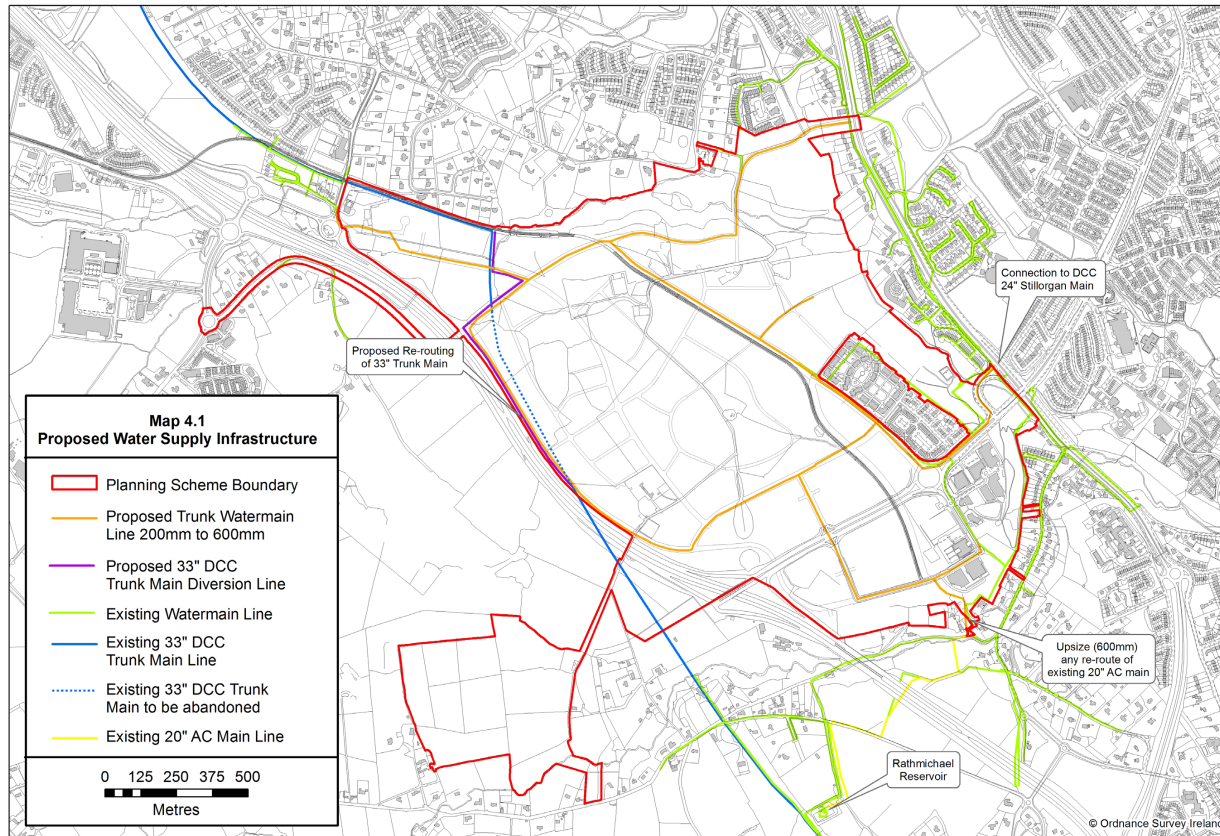 Connection to DCC
24" Stillorgan Main
Proposed Re-routing
of 33" Trunk Main
Map 4.1
Proposed Water Supply Infrastructure
Planning Scheme Boundary
Proposed Trunk Watermain
Line 200mm to 600mm
Proposed 33" DCC
Trunk Main Diversion Line
Existing Watermain Line
Existing 33" DCC
Trunk Main Line
Existing 33" DCC Trunk
Main to be abandoned
Existing 20" AC Main Line
0 125 250 375 500
Metres
Upsize (600mm)
any re-route of
existing 20" AC main
Rathmichael
Reservoir
© Ordnance Survey Ireland